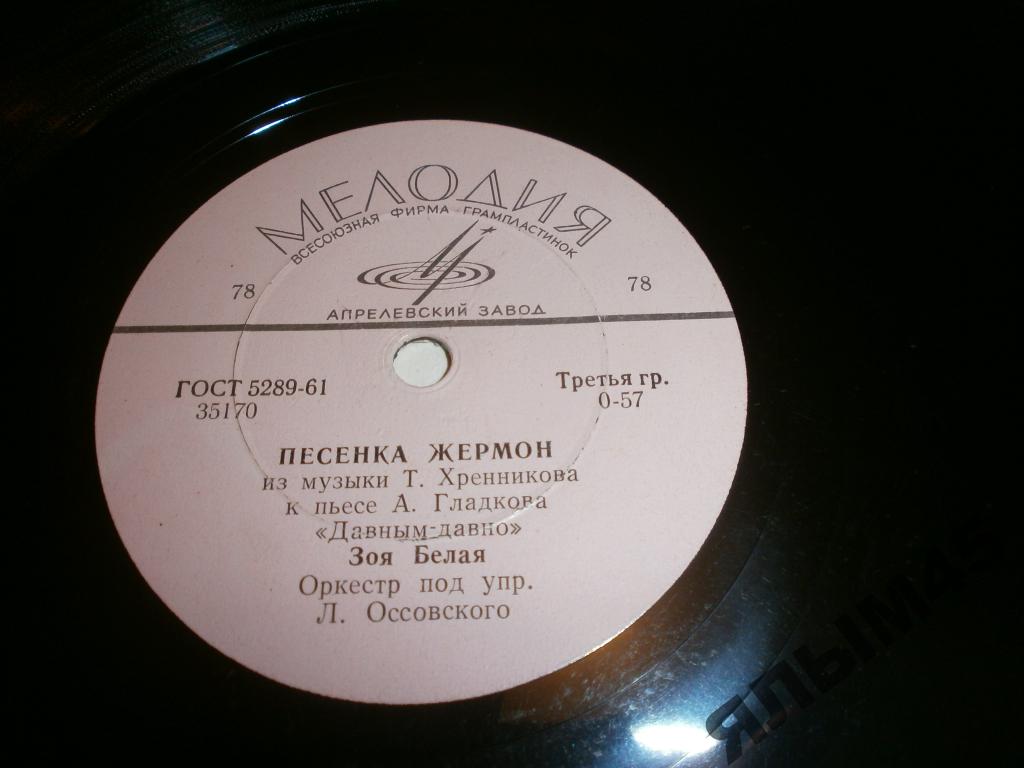 МЕЛОДИЯ
ВСЕСОЮЗНАЯ ФИРМА ГРАМПЛАСТИНОК
78 78
АПРЕЛЕВСКИЙ ЗАВОД
ГОСТ 5289-61 Третья гр.
35170 0-57
ПЕСЕНКА ЖЕРМОН
из музыки Т. Хренникова
к пьесе А. Гладкова
«Давным-давно»
Зоя Белая
Оркестр под упр.
Л. Оссовского
ЯЛЫМ45